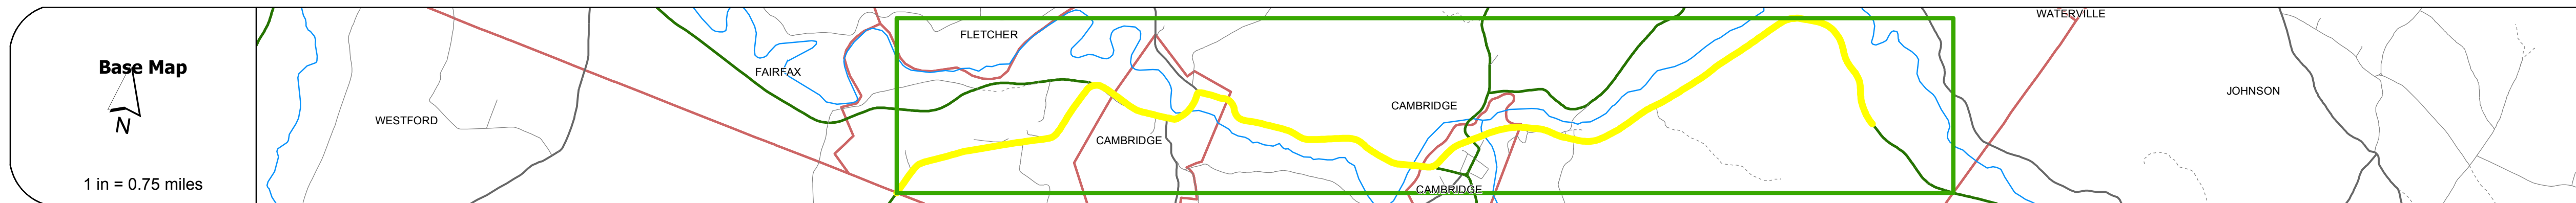 Base Map
N
1 in = 0.75 miles
WESTFORD
FAIRFAX
FLETCHER
CAMBRIDGE
CAMBRIDGE
CAMBRIDGE
WATERVILLE
JOHNSON